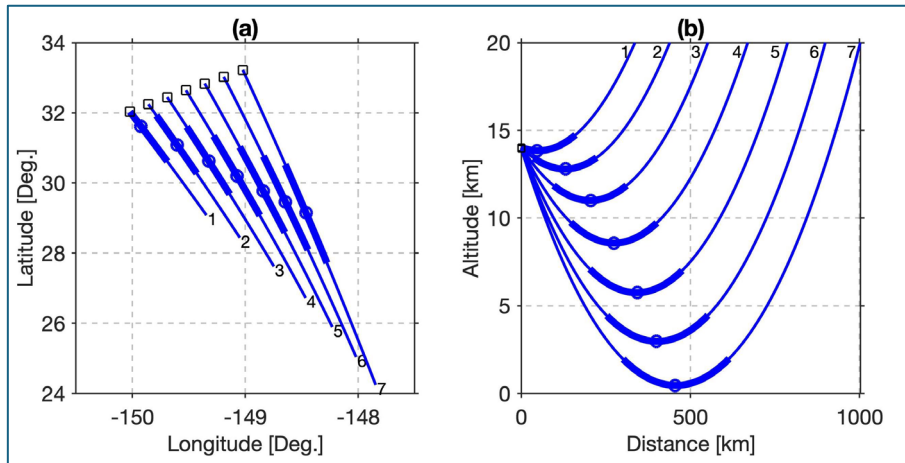 (a)
34
32
30
28
26
24
Latitude [Deg.]
1
2
3
4
5
6
7
-150 -149 -148
Longitude [Deg.]
(b)
20
15
10
5
0
Altitude [km]
1 2 3 4 5 6 7
0 500 1000
Distance [km]